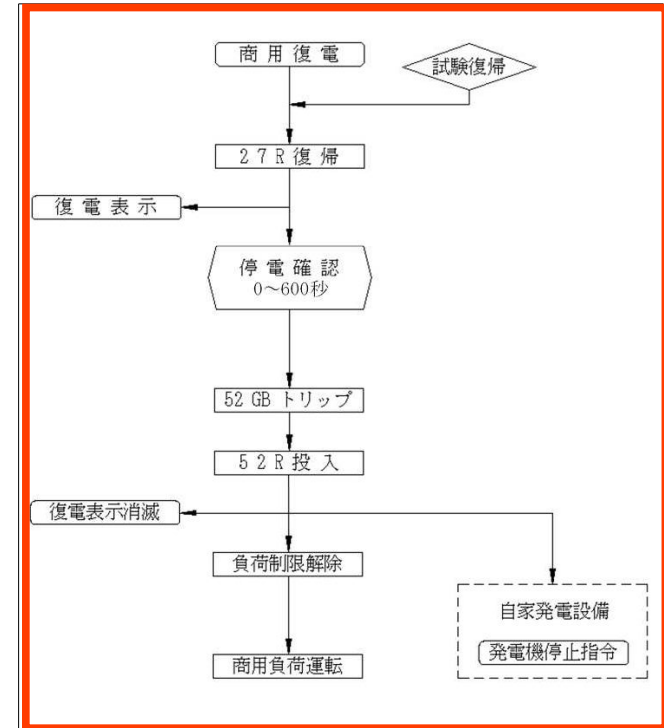 商用復電
試験復帰
27R復帰
復電表示
停電確認
0～600秒
52GBトリップ
52R投入
復電表示消滅
負荷制限解除
自家発電設備
発電機停止指令
商用負荷運転